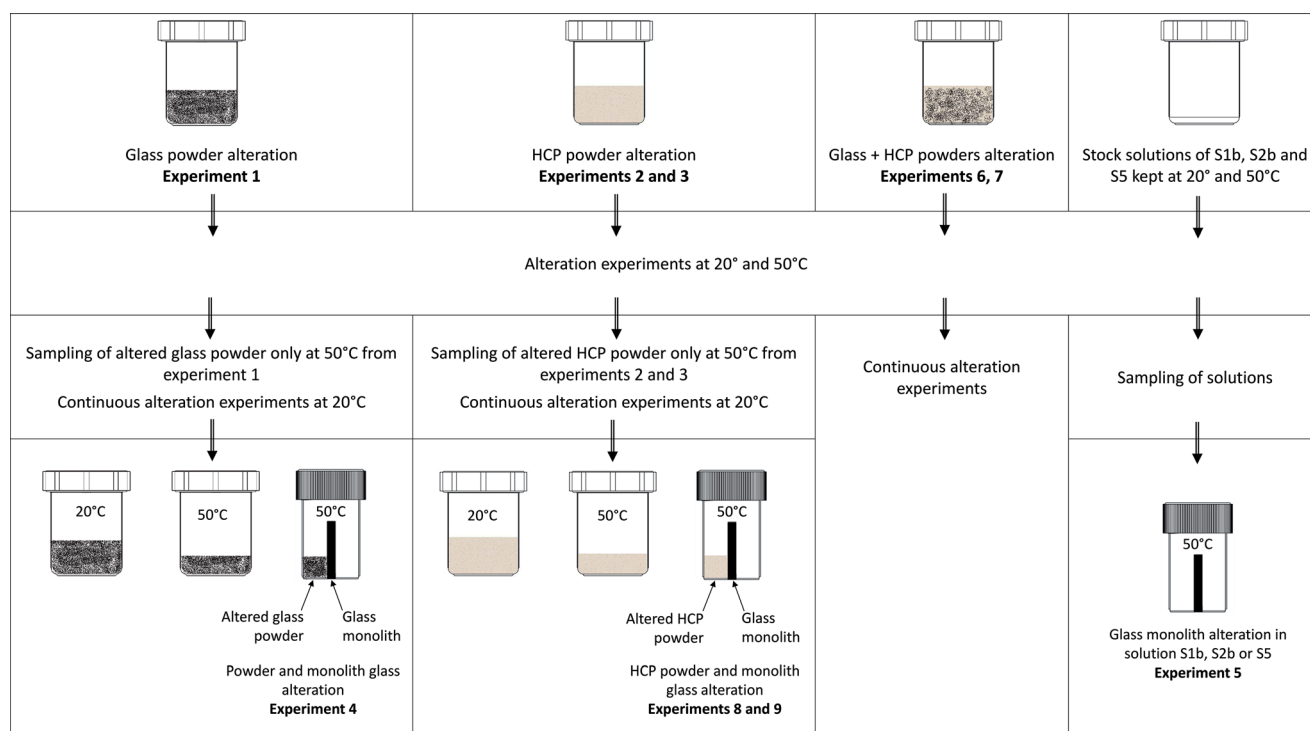 Glass powder alteration
Experiment 1
HCP powder alteration
Experiments 2 and 3
Glass + HCP powders alteration
Experiments 6, 7
Stock solutions of S1b, S2b and
S5 kept at 20° and 50°C
Alteration experiments at 20° and 50°C
Sampling of altered glass powder only at 50°C from
experiment 1
Continuous alteration experiments at 20°C
Sampling of altered HCP powder only at 50°C from
experiments 2 and 3
Continuous alteration experiments at 20°C
Continuous alteration
experiments
Sampling of solutions
20°C
50°C
50°C
Altered glass
powder
Glass
monolith
Powder and monolith glass
alteration
Experiment 4
20°C
50°C
50°C
Altered HCP
powder
Glass
monolith
HCP powder and monolith
glass alteration
Experiments 8 and 9
50°C
Glass monolith alteration in
solution S1b, S2b or S5
Experiment 5